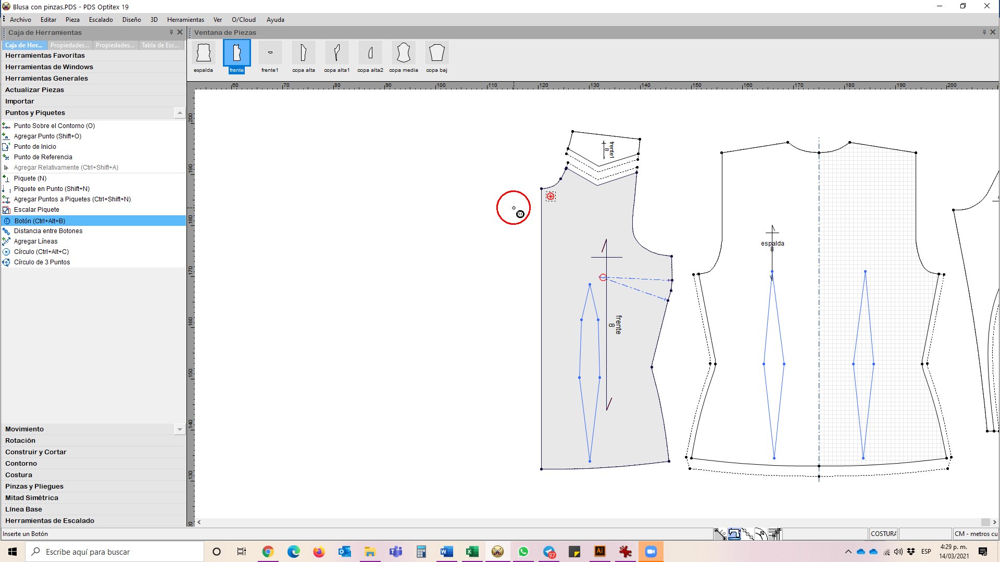 Blusa con pinzas.PDS - PDS Optitex 19
Archivo Editar Pieza Escalado Diseño 3D Herramientas Ver O/Cloud Ayuda
Caja de Herramientas
Ventana de Piezas
Caja de Her... Propiedades... Propiedades... Tabla de Esc...
Herramientas Favoritas
Herramientas de Windows
Herramientas Generales
Actualizar Piezas
Importar
Puntos y Piquetes
Punto Sobre el Contorno (O)
Agregar Punto (Shift+O)
Punto de Inicio
Punto de Referencia
Agregar Relativamente (Ctrl+Shift+A)
Piquete (N)
Piquete en Punto (Shift+N)
Agregar Puntos a Piquetes (Ctrl+Shift+N)
Escalar Piquete
Botón (Ctrl+Alt+B)
Distancia entre Botones
Agregar Líneas
Círculo (Ctrl+Alt+C)
Círculo de 3 Puntos
Movimiento
Rotación
Construir y Cortar
Contorno
Costura
Pinzas y Pliegues
Mitad Simétrica
Línea Base
Herramientas de Escalado
espalda frente frente1 copa alta copa alta1 copa alta2 copa media copa baj
60 70 80 90 100 110 120 130 140 150 160 170 180 190 200
200
190
180
170
160
150
140
130
frente1
8
frente
8
espalda
8
Inserte un Botón
COSTURA
CM - metros cu
Escribe aquí para buscar
97
ESP
4:29 p. m.
14/03/2021